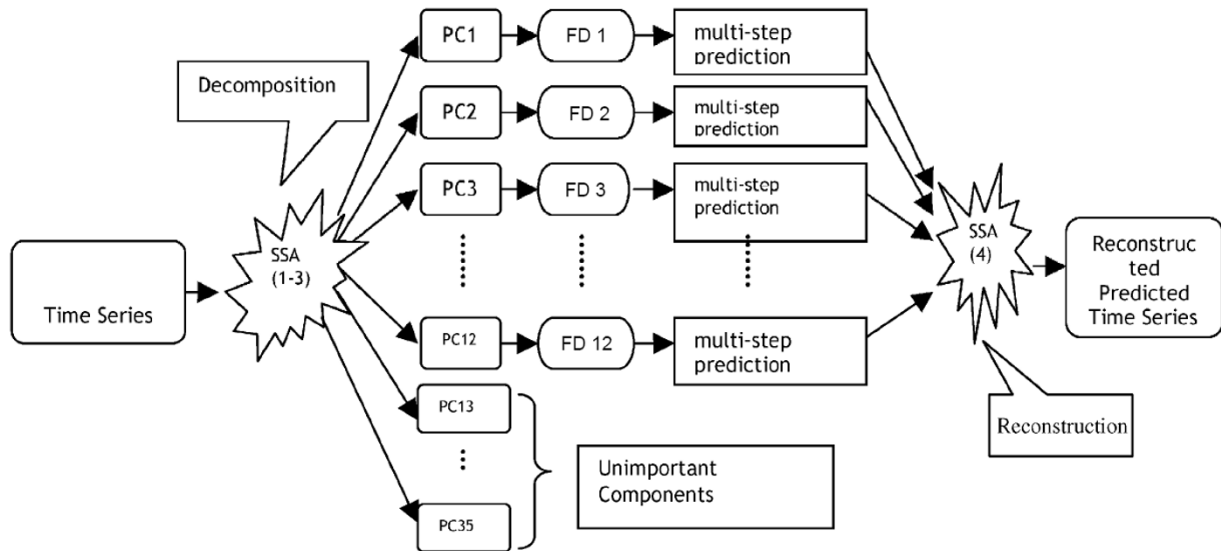 Decomposition
Time Series
SSA
(1-3)
PC1
FD 1
multi-step
prediction
PC2
FD 2
multi-step
prediction
PC3
FD 3
multi-step
prediction
PC12
FD 12
multi-step
prediction
PC13
PC35
Unimportant
Components
SSA
(4)
Reconstruc
ted
Predicted
Time Series
Reconstruction